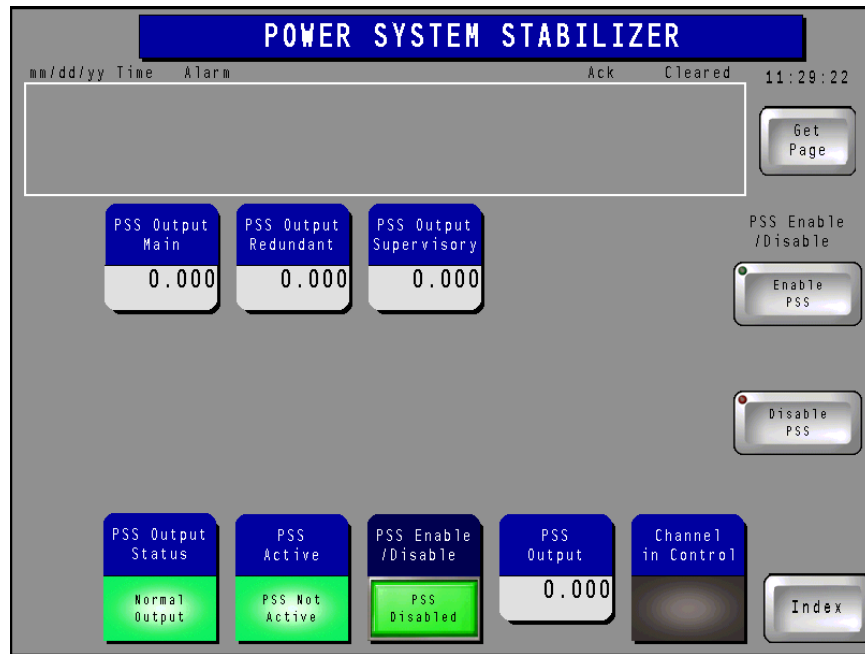 POWER SYSTEM STABILIZER
mm/dd/yy Time Alarm Ack Cleared
11:29:22
Get
Page
PSS Output
Main
0.000
PSS Output
Redundant
0.000
PSS Output
Supervisory
0.000
PSS Enable
/Disable
Enable
PSS
Disable
PSS
PSS Output
Status
Normal
Output
PSS
Active
PSS Not
Active
PSS Enable
/Disable
PSS
Disabled
PSS
Output
0.000
Channel
in Control
Index